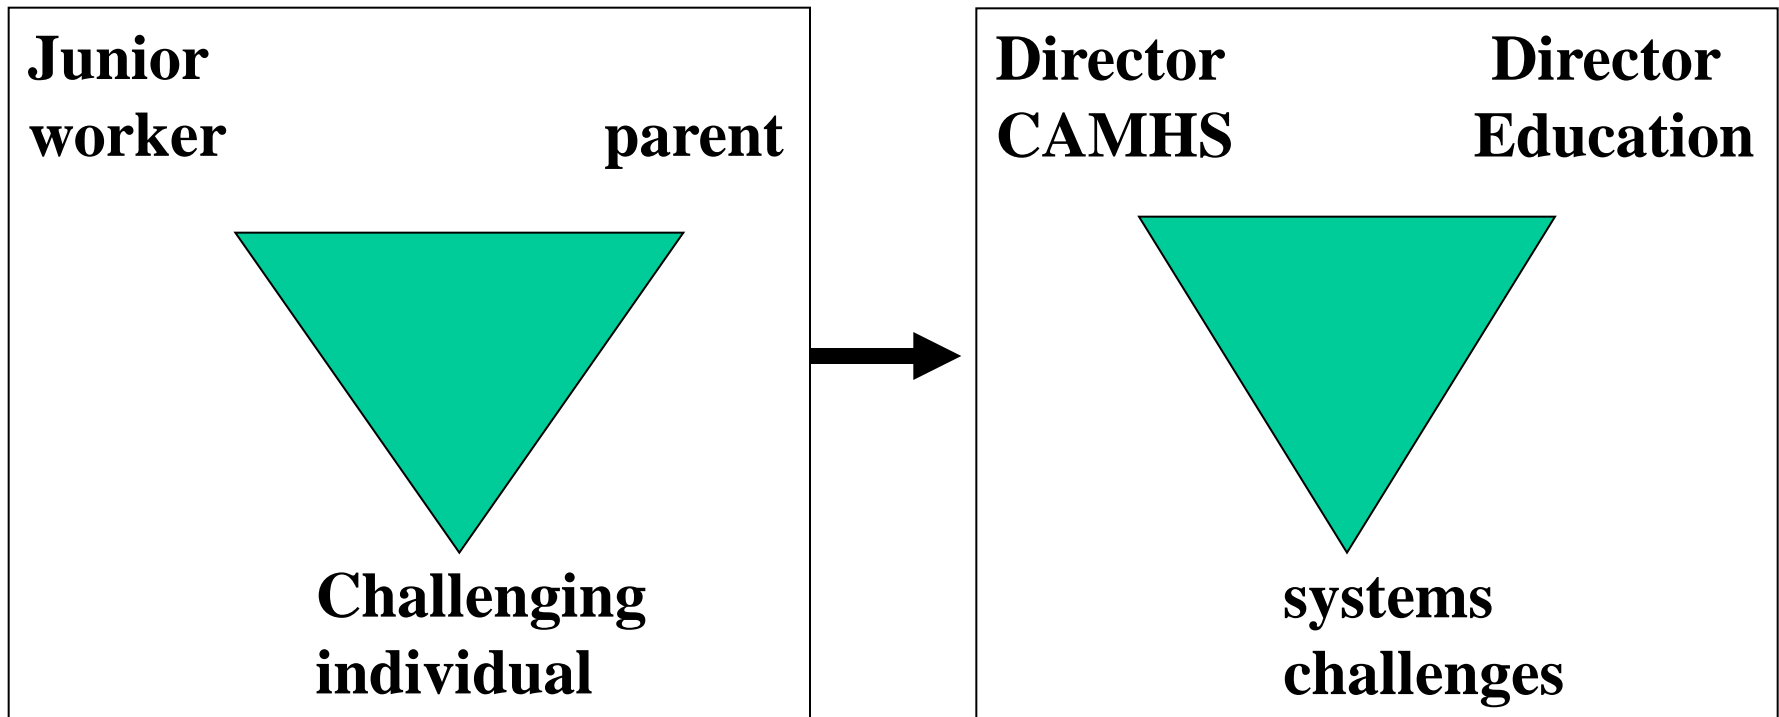 Junior
worker
parent
Challenging
individual
Director
CAMHS
Director
Education
systems
challenges